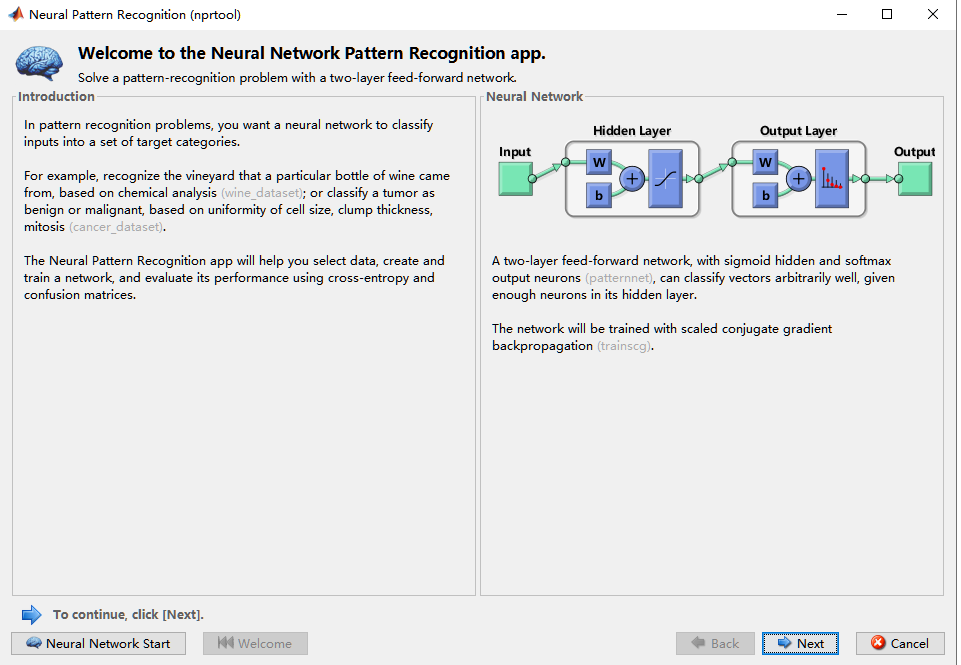 Neural Pattern Recognition (nprtool)
Welcome to the Neural Network Pattern Recognition app.
Solve a pattern-recognition problem with a two-layer feed-forward network.
Introduction
In pattern recognition problems, you want a neural network to classify
inputs into a set of target categories.
For example, recognize the vineyard that a particular bottle of wine came
from, based on chemical analysis (wine_dataset); or classify a tumor as
benign or malignant, based on uniformity of cell size, clump thickness,
mitosis (cancer_dataset).
The Neural Pattern Recognition app will help you select data, create and
train a network, and evaluate its performance using cross-entropy and
confusion matrices.
Neural Network
Hidden Layer
Output Layer
Input
Output
W
b
+
W
b
+
A two-layer feed-forward network, with sigmoid hidden and softmax
output neurons (patternnet), can classify vectors arbitrarily well, given
enough neurons in its hidden layer.
The network will be trained with scaled conjugate gradient
backpropagation (trainscg).
To continue, click [Next].
Neural Network Start
Welcome
Back
Next
Cancel